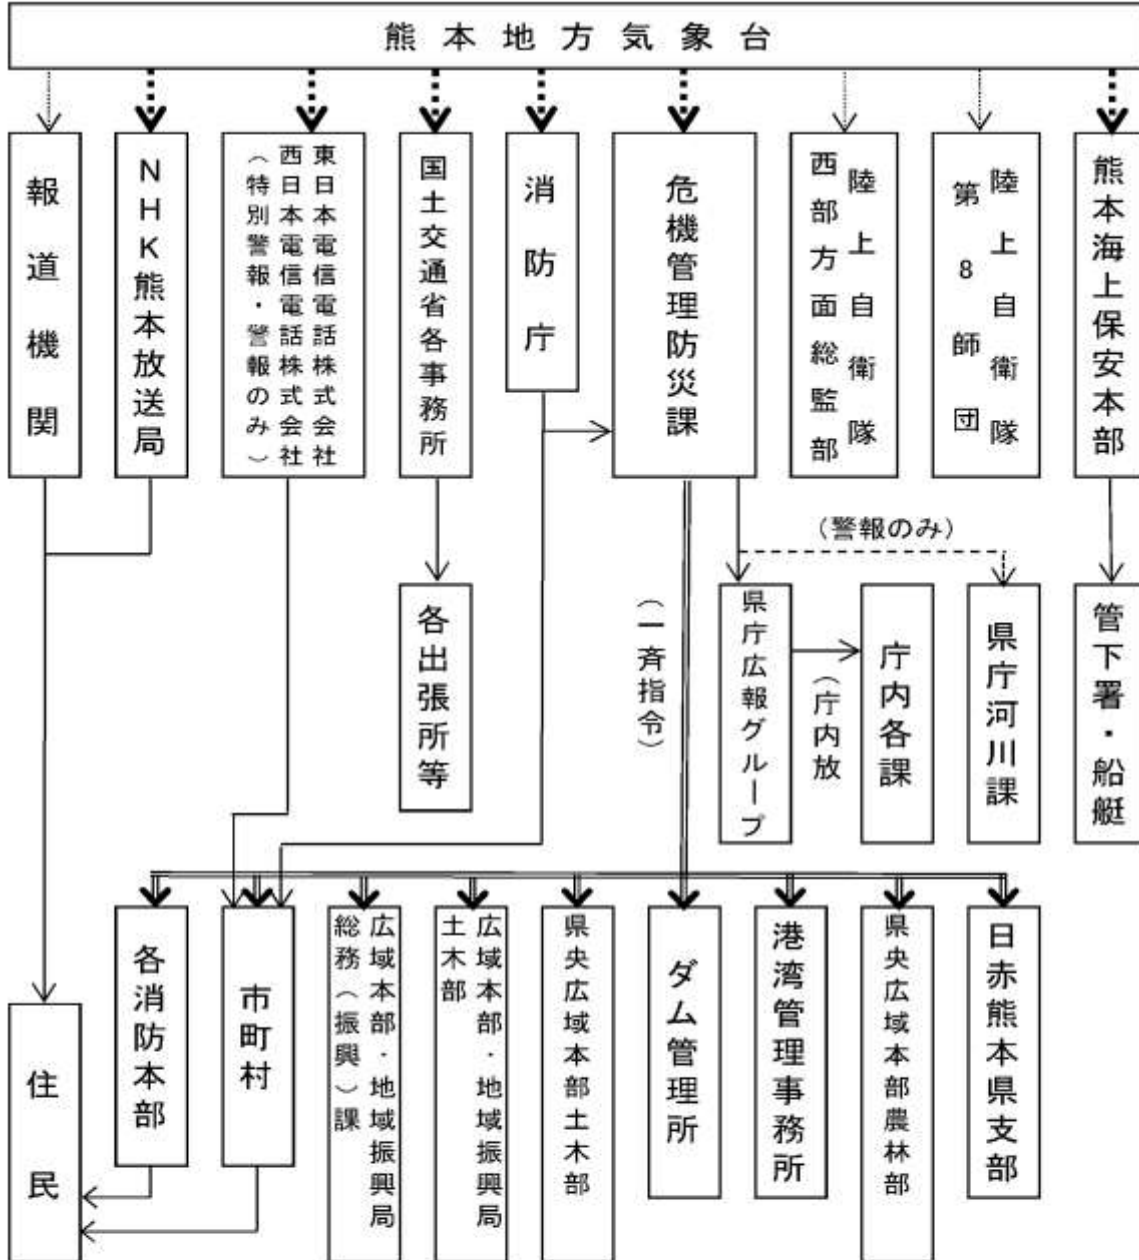 熊本地方気象台
報道機関
NHK熊本放送局
東日本電信電話株式会社
西日本電信電話株式会社
（特別警報・警報のみ）
国土交通省各事務所
消防庁
危機管理防災課
陸上自衛隊
西部方面総監部
陸上自衛隊
第8師団
熊本海上保安本部
（警報のみ）
各出張所等
（一斉指令）
県庁広報グループ
（庁内放）
庁内各課
県庁河川課
管下署・船艇
住民
各消防本部
市町村
広域本部・地域振興局
総務（振興）課
広域本部・地域振興局
土木部
県央広域本部土木部
ダム管理所
港湾管理事務所
県央広域本部農林部
日赤熊本県支部